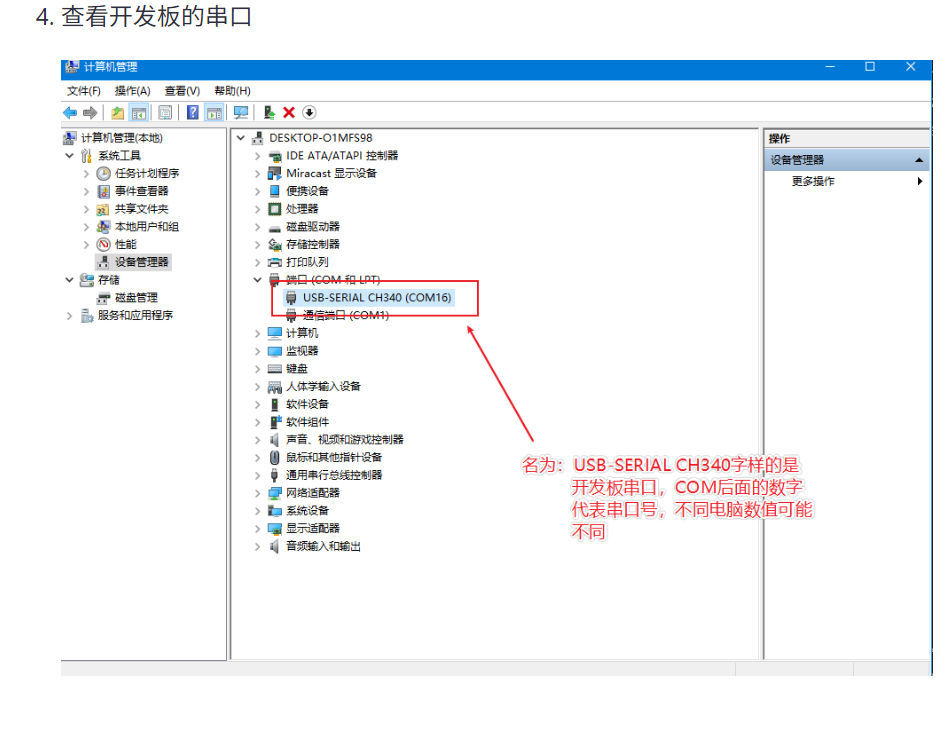 4. 查看开发板的串口
计算机管理
文件(F) 操作(A) 查看(V) 帮助(H)
计算机管理(本地)
系统工具
任务计划程序
事件查看器
共享文件夹
本地用户和组
性能
设备管理器
存储
磁盘管理
服务和应用程序
DESKTOP-O1MFS98
IDE ATA/ATAPI 控制器
Miracast 显示设备
便携设备
处理器
磁盘驱动器
存储控制器
打印队列
端口 (COM 和 LPT)
USB-SERIAL CH340 (COM16)
通信端口 (COM1)
计算机
监视器
键盘
人体学输入设备
软件设备
软件组件
声音、视频和游戏控制器
鼠标和其他指针设备
通用串行总线控制器
网络适配器
系统设备
显示适配器
音频输入和输出
操作
设备管理器
更多操作
名为：USB-SERIAL CH340字样的是
开发板串口，COM后面的数字
代表串口号，不同电脑数值可能
不同